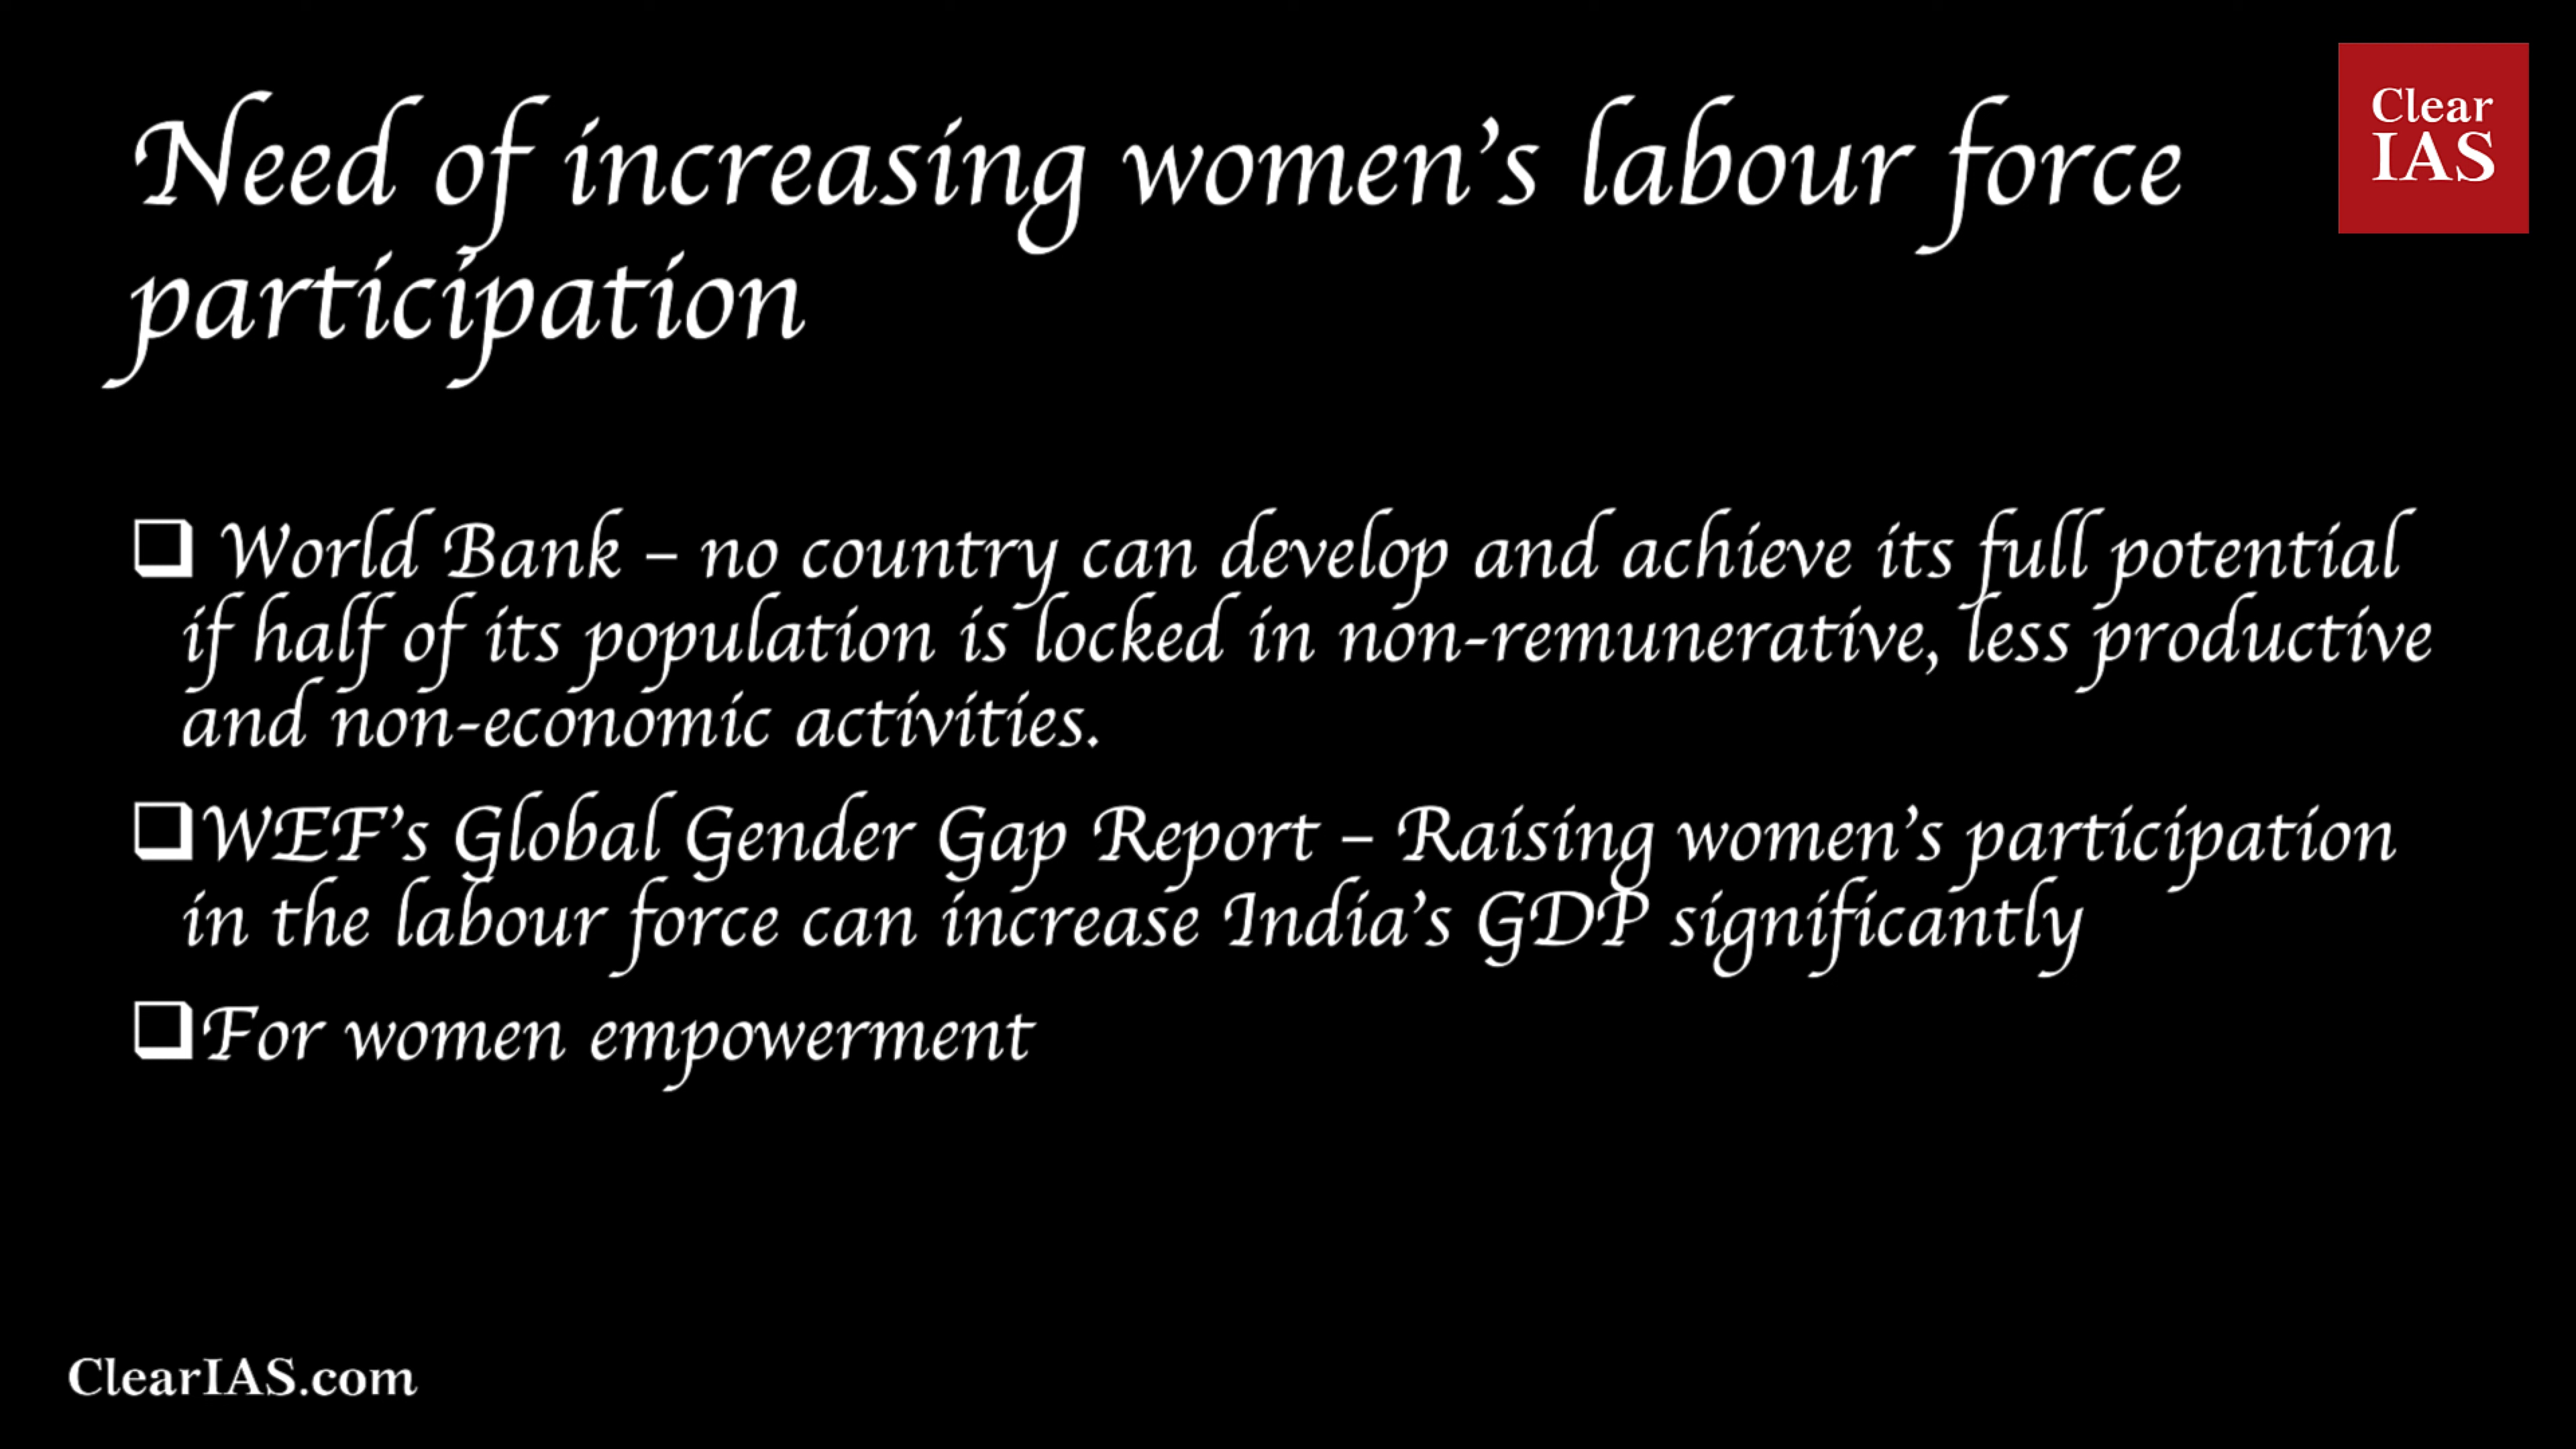 Need of increasing women's labour force
participation
Clear
IAS
❑ World Bank – no country can develop and achieve its full potential
if half of its population is locked in non-remunerative, less productive
and non-economic activities.
❑WEF's Global Gender Gap Report – Raising women's participation
in the labour force can increase India's GDP significantly
❑For women empowerment
ClearIAS.com